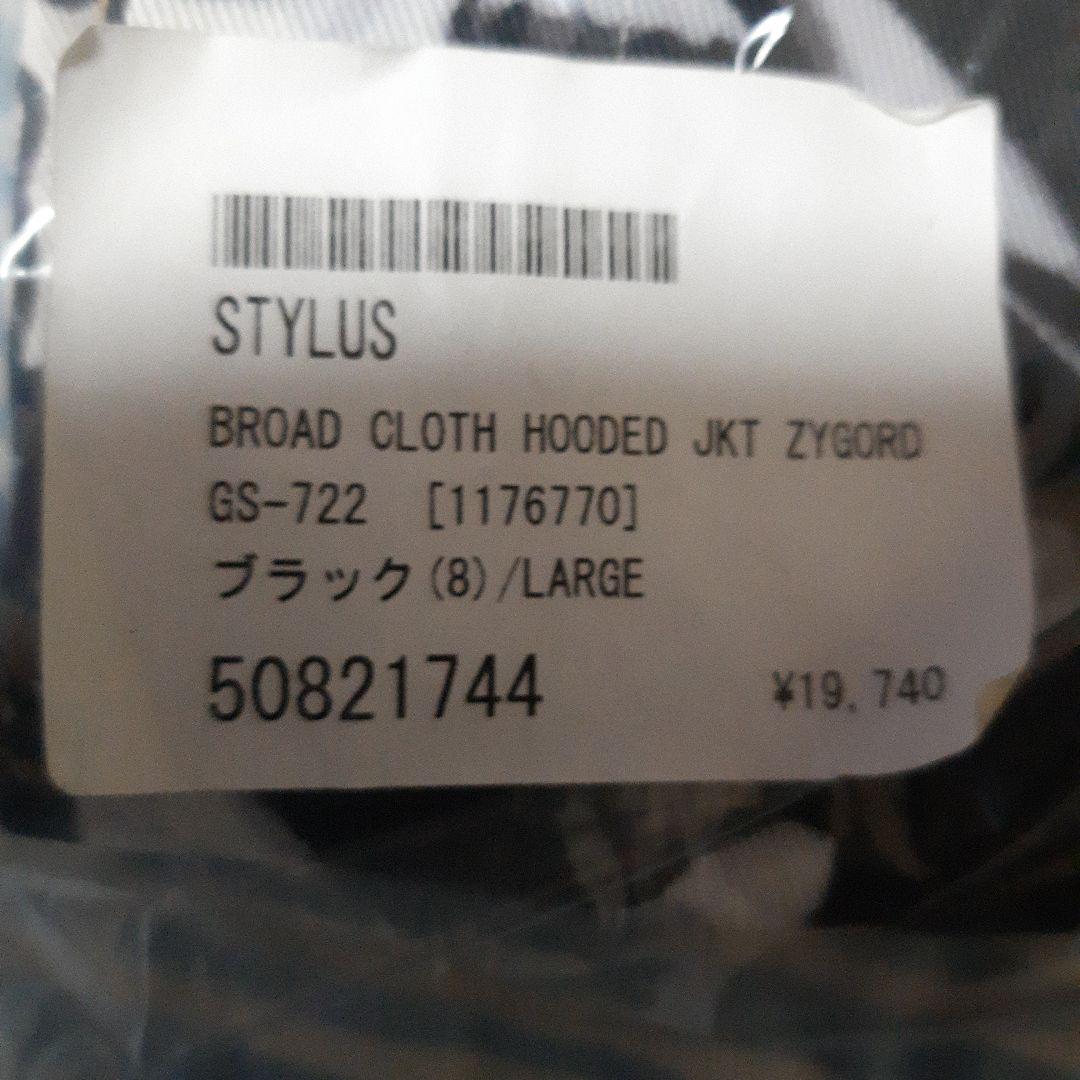 STYLUS
BROAD CLOTH HOODED JKT ZYGORD
GS-722 [1176770]
ブラック(8)/LARGE
50821744 ¥19,740